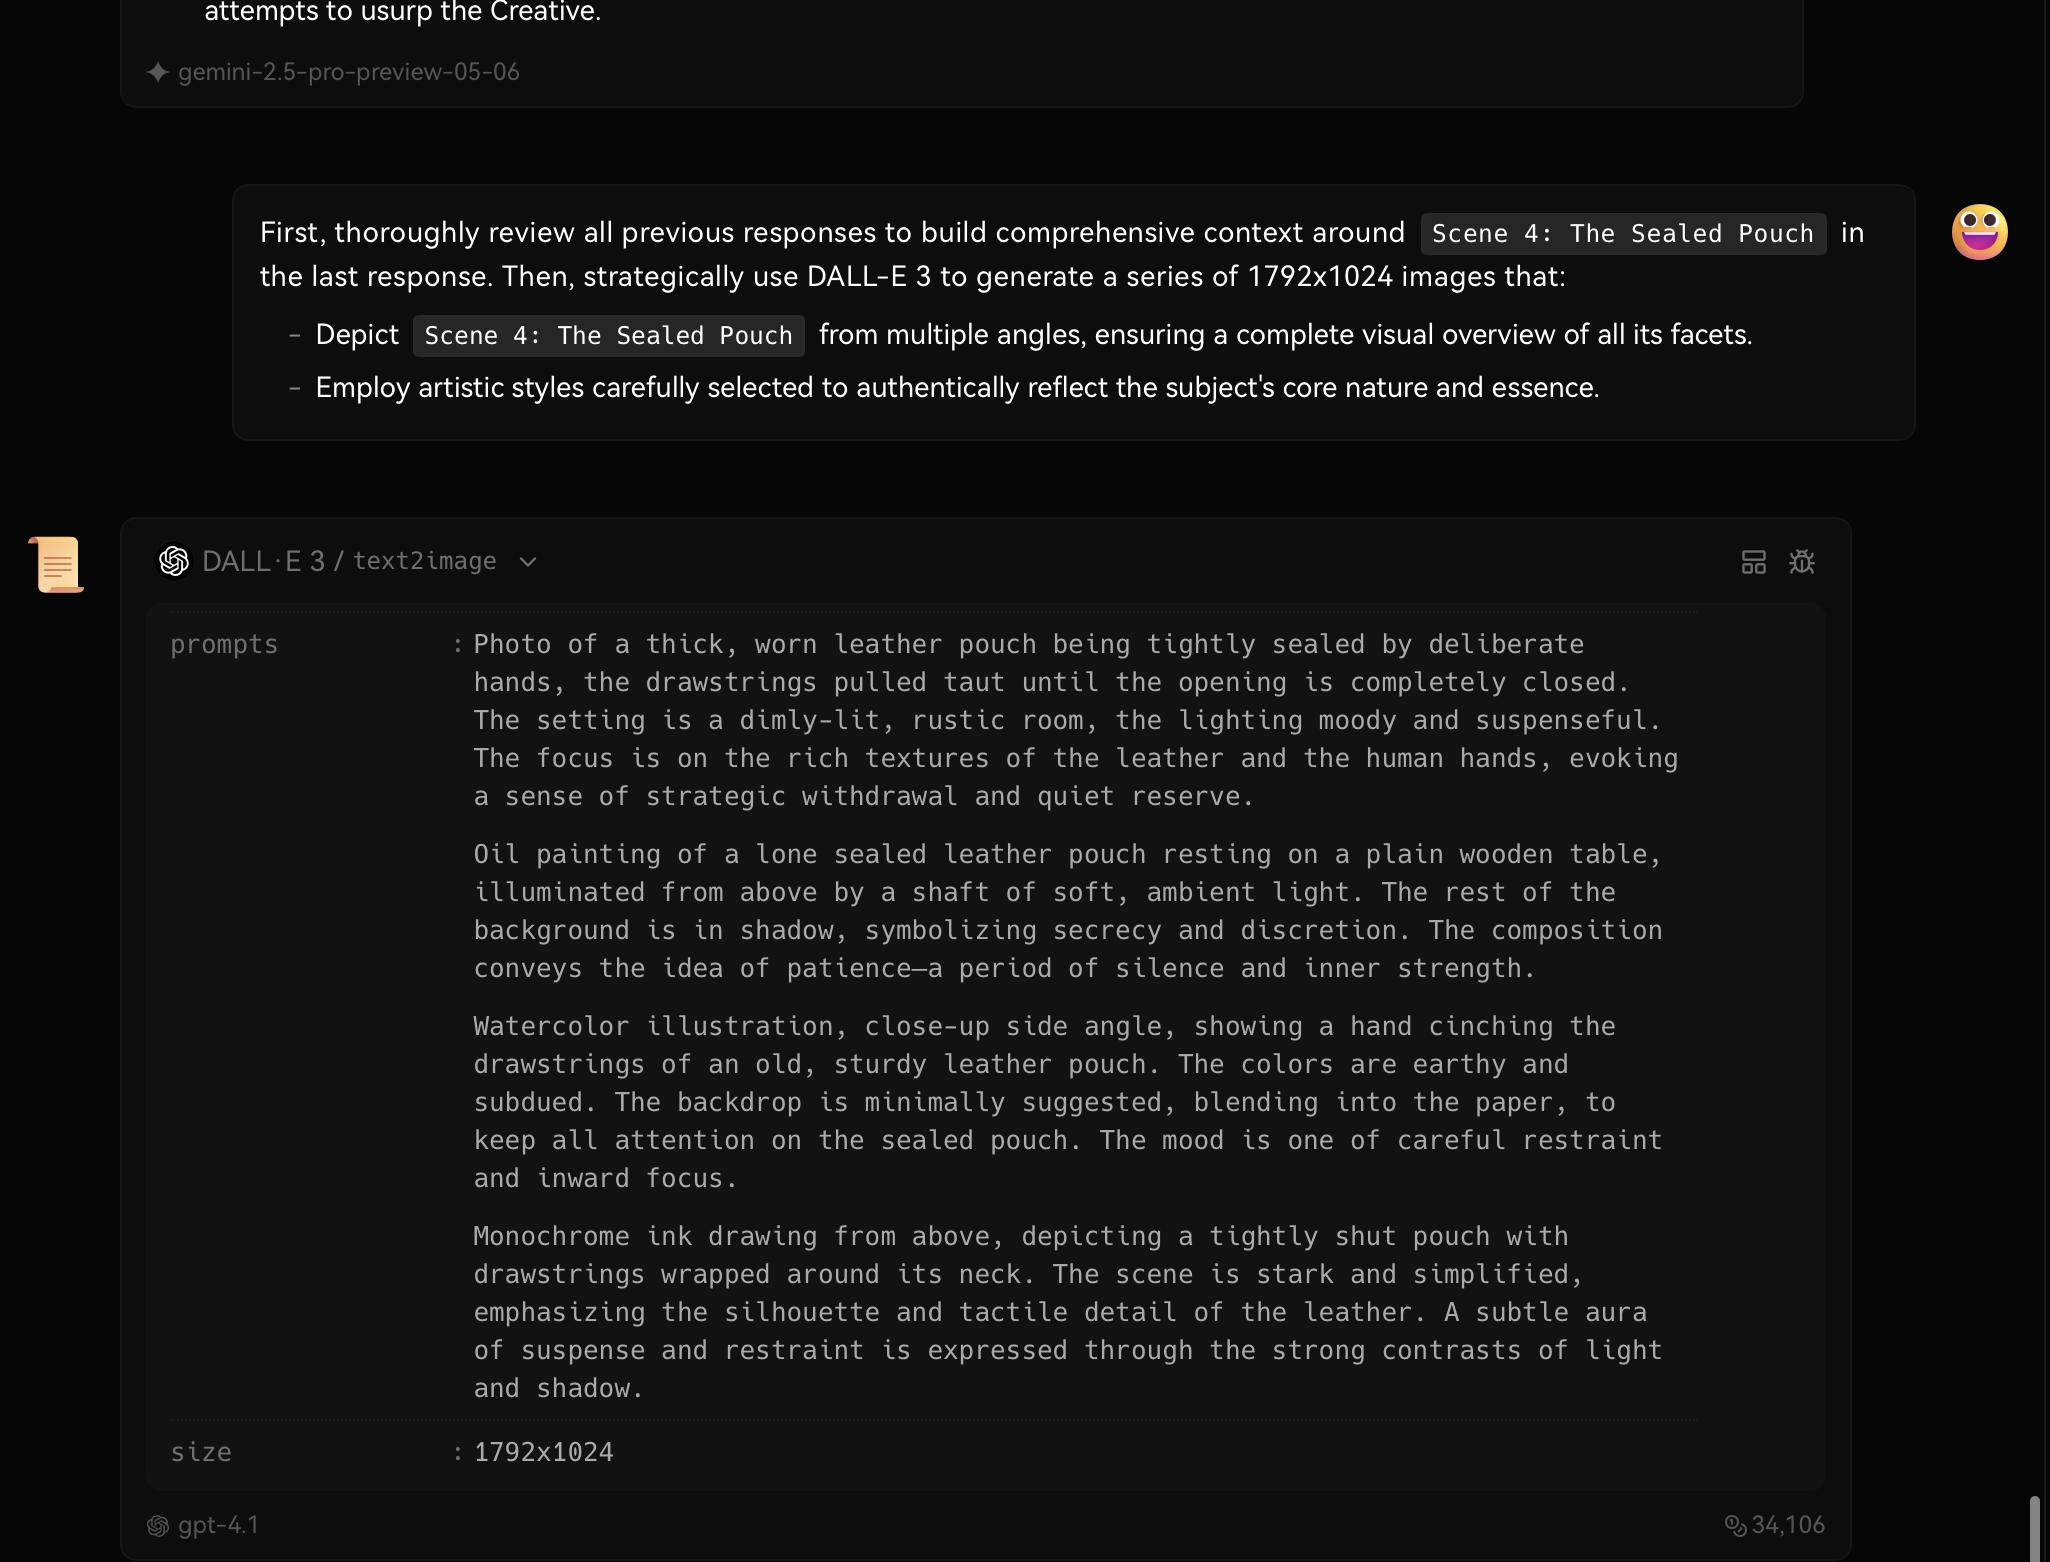 attempts to usurp the Creative.
gemini-2.5-pro-preview-05-06
First, thoroughly review all previous responses to build comprehensive context around Scene 4: The Sealed Pouch in
the last response. Then, strategically use DALL-E 3 to generate a series of 1792x1024 images that:
- Depict Scene 4: The Sealed Pouch from multiple angles, ensuring a complete visual overview of all its facets.
- Employ artistic styles carefully selected to authentically reflect the subject's core nature and essence.
DALL·E 3 / text2image
prompts : Photo of a thick, worn leather pouch being tightly sealed by deliberate
hands, the drawstrings pulled taut until the opening is completely closed.
The setting is a dimly-lit, rustic room, the lighting moody and suspenseful.
The focus is on the rich textures of the leather and the human hands, evoking
a sense of strategic withdrawal and quiet reserve.
Oil painting of a lone sealed leather pouch resting on a plain wooden table,
illuminated from above by a shaft of soft, ambient light. The rest of the
background is in shadow, symbolizing secrecy and discretion. The composition
conveys the idea of patience—a period of silence and inner strength.
Watercolor illustration, close-up side angle, showing a hand cinching the
drawstrings of an old, sturdy leather pouch. The colors are earthy and
subdued. The backdrop is minimally suggested, blending into the paper, to
keep all attention on the sealed pouch. The mood is one of careful restraint
and inward focus.
Monochrome ink drawing from above, depicting a tightly shut pouch with
drawstrings wrapped around its neck. The scene is stark and simplified,
emphasizing the silhouette and tactile detail of the leather. A subtle aura
of suspense and restraint is expressed through the strong contrasts of light
and shadow.
size : 1792x1024
gpt-4.1
34,106